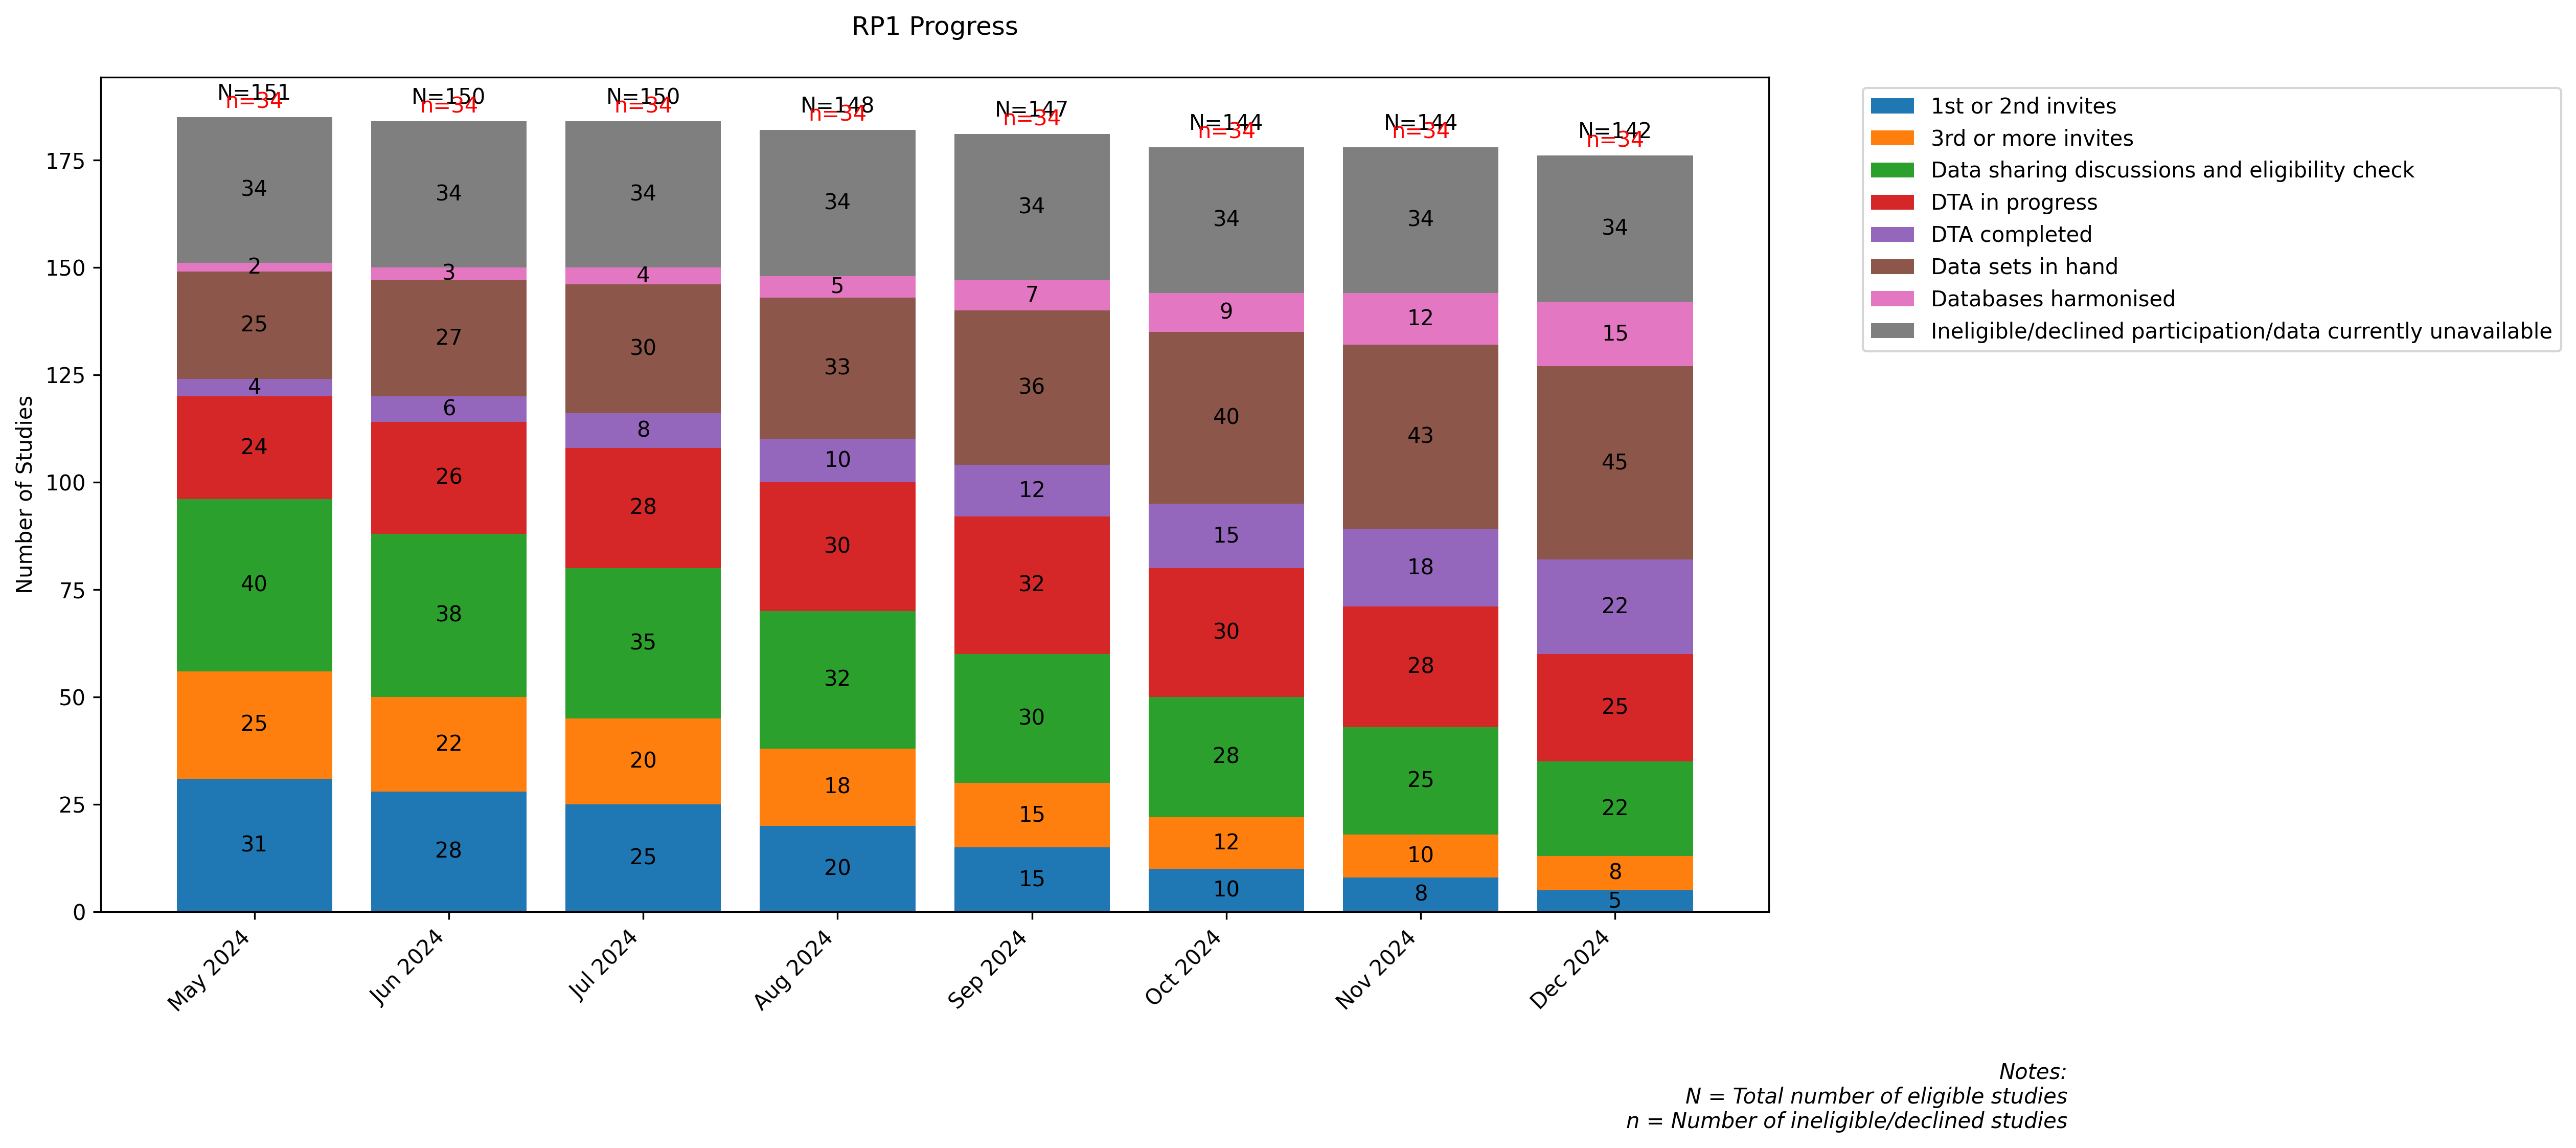 RP1 Progress
N=151
n=34
N=150
n=34
N=150
n=34
N=148
n=34
N=147
n=34
N=144
n=34
N=144
n=34
N=142
n=34
1st or 2nd invites
3rd or more invites
Data sharing discussions and eligibility check
DTA in progress
DTA completed
Data sets in hand
Databases harmonised
Ineligible/declined participation/data currently unavailable
Number of Studies
175
150
125
100
75
50
25
0
34
2
25
4
24
40
25
31
34
3
27
6
26
38
22
28
34
4
30
8
28
35
20
25
34
5
33
10
30
32
18
20
34
7
36
12
32
30
15
15
34
9
40
15
30
28
12
10
34
12
43
18
28
25
10
8
34
15
45
22
25
22
8
5
May 2024
Jun 2024
Jul 2024
Aug 2024
Sep 2024
Oct 2024
Nov 2024
Dec 2024
Notes:
N = Total number of eligible studies
n = Number of ineligible/declined studies